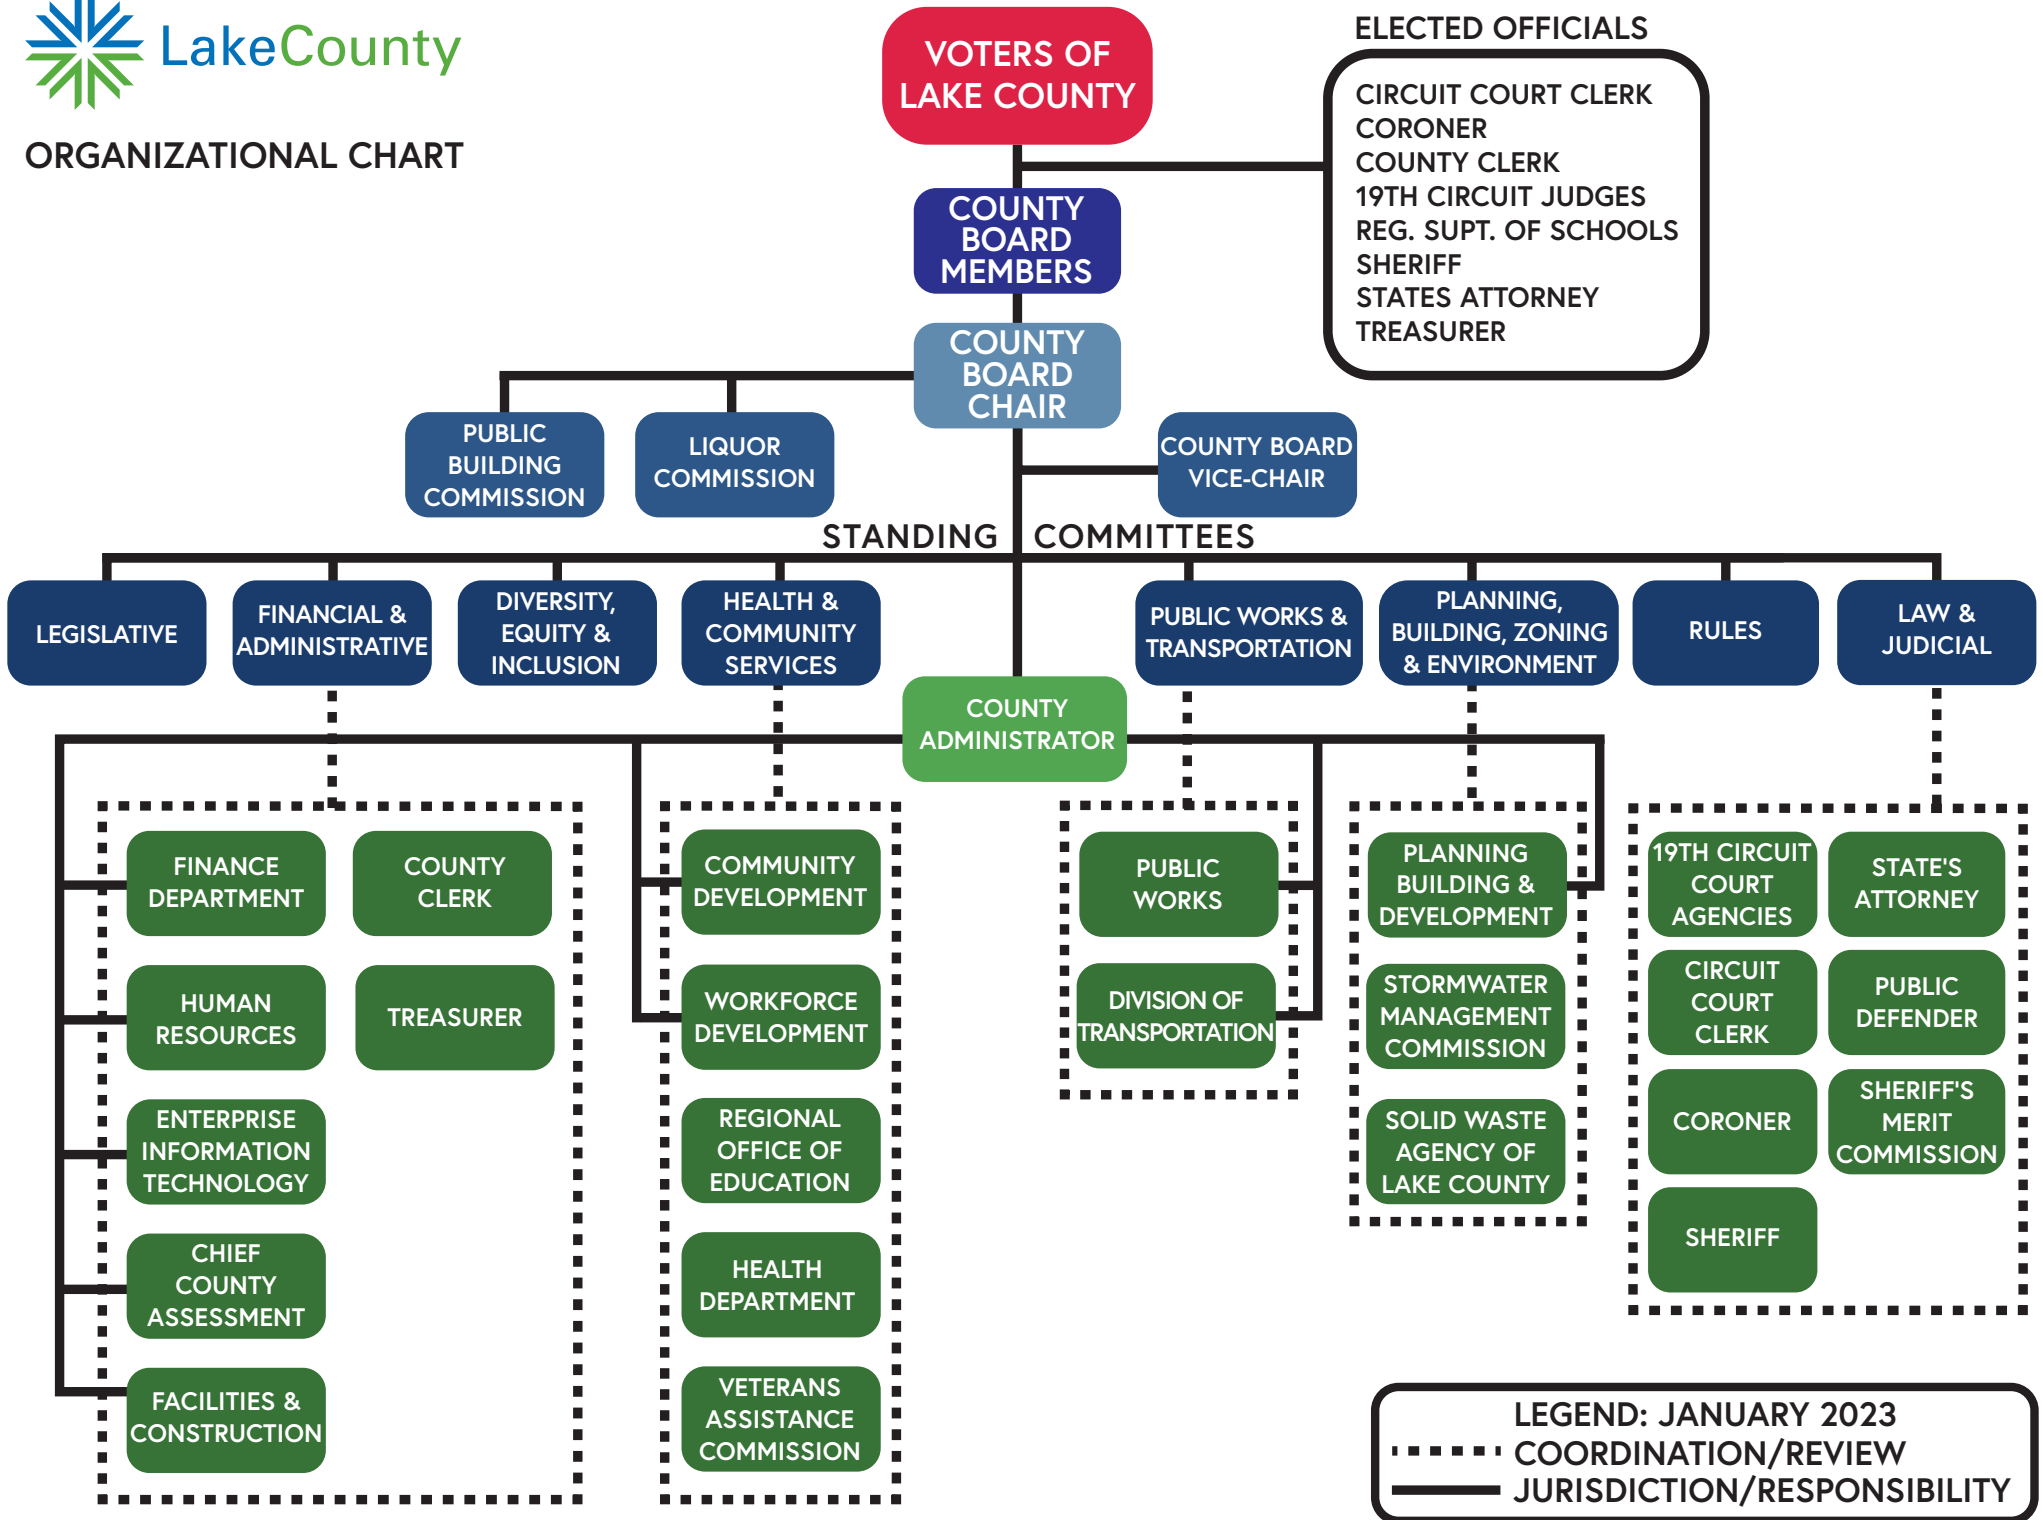 LakeCounty
ORGANIZATIONAL CHART
VOTERS OF
LAKE COUNTY
ELECTED OFFICIALS
CIRCUIT COURT CLERK
CORONER
COUNTY CLERK
19TH CIRCUIT JUDGES
REG. SUPT. OF SCHOOLS
SHERIFF
STATES ATTORNEY
TREASURER
COUNTY
BOARD
MEMBERS
COUNTY
BOARD
CHAIR
PUBLIC
BUILDING
COMMISSION
LIQUOR
COMMISSION
COUNTY BOARD
VICE-CHAIR
STANDING COMMITTEES
LEGISLATIVE
FINANCIAL &
ADMINISTRATIVE
DIVERSITY,
EQUITY &
INCLUSION
HEALTH &
COMMUNITY
SERVICES
PUBLIC WORKS &
TRANSPORTATION
PLANNING,
BUILDING, ZONING
& ENVIRONMENT
RULES
LAW &
JUDICIAL
COUNTY
ADMINISTRATOR
FINANCE
DEPARTMENT
COUNTY
CLERK
HUMAN
RESOURCES
TREASURER
ENTERPRISE
INFORMATION
TECHNOLOGY
CHIEF
COUNTY
ASSESSMENT
FACILITIES &
CONSTRUCTION
COMMUNITY
DEVELOPMENT
WORKFORCE
DEVELOPMENT
REGIONAL
OFFICE OF
EDUCATION
HEALTH
DEPARTMENT
VETERANS
ASSISTANCE
COMMISSION
PUBLIC
WORKS
DIVISION OF
TRANSPORTATION
PLANNING
BUILDING &
DEVELOPMENT
STORMWATER
MANAGEMENT
COMMISSION
SOLID WASTE
AGENCY OF
LAKE COUNTY
19TH CIRCUIT
COURT
AGENCIES
STATE'S
ATTORNEY
CIRCUIT
COURT
CLERK
PUBLIC
DEFENDER
CORONER
SHERIFF'S
MERIT
COMMISSION
SHERIFF
LEGEND: JANUARY 2023
COORDINATION/REVIEW
JURISDICTION/RESPONSIBILITY